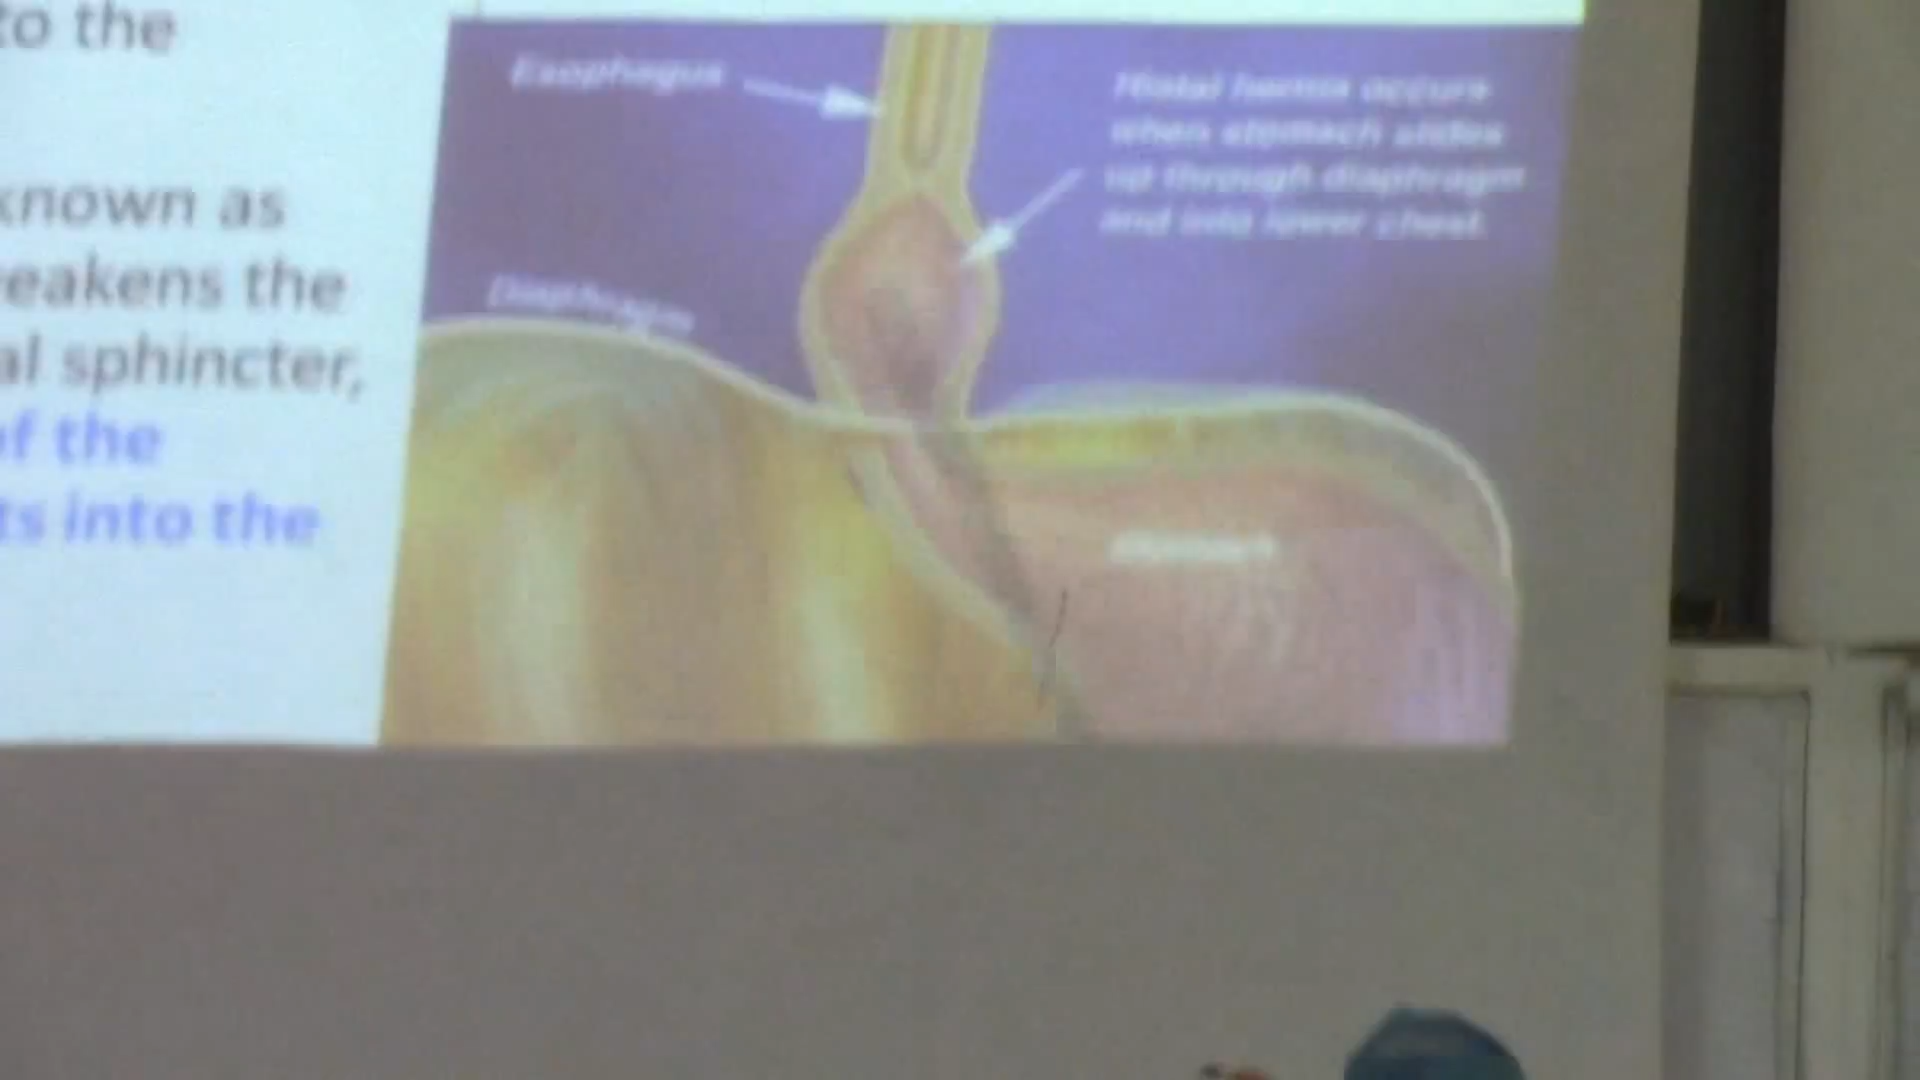 to the
known as
eakens the
al sphincter,
of the
ts into the
Esophagus
Hiatal hernia occurs
when stomach slides
up through diaphragm
and into lower chest.
Diaphragm
Stomach